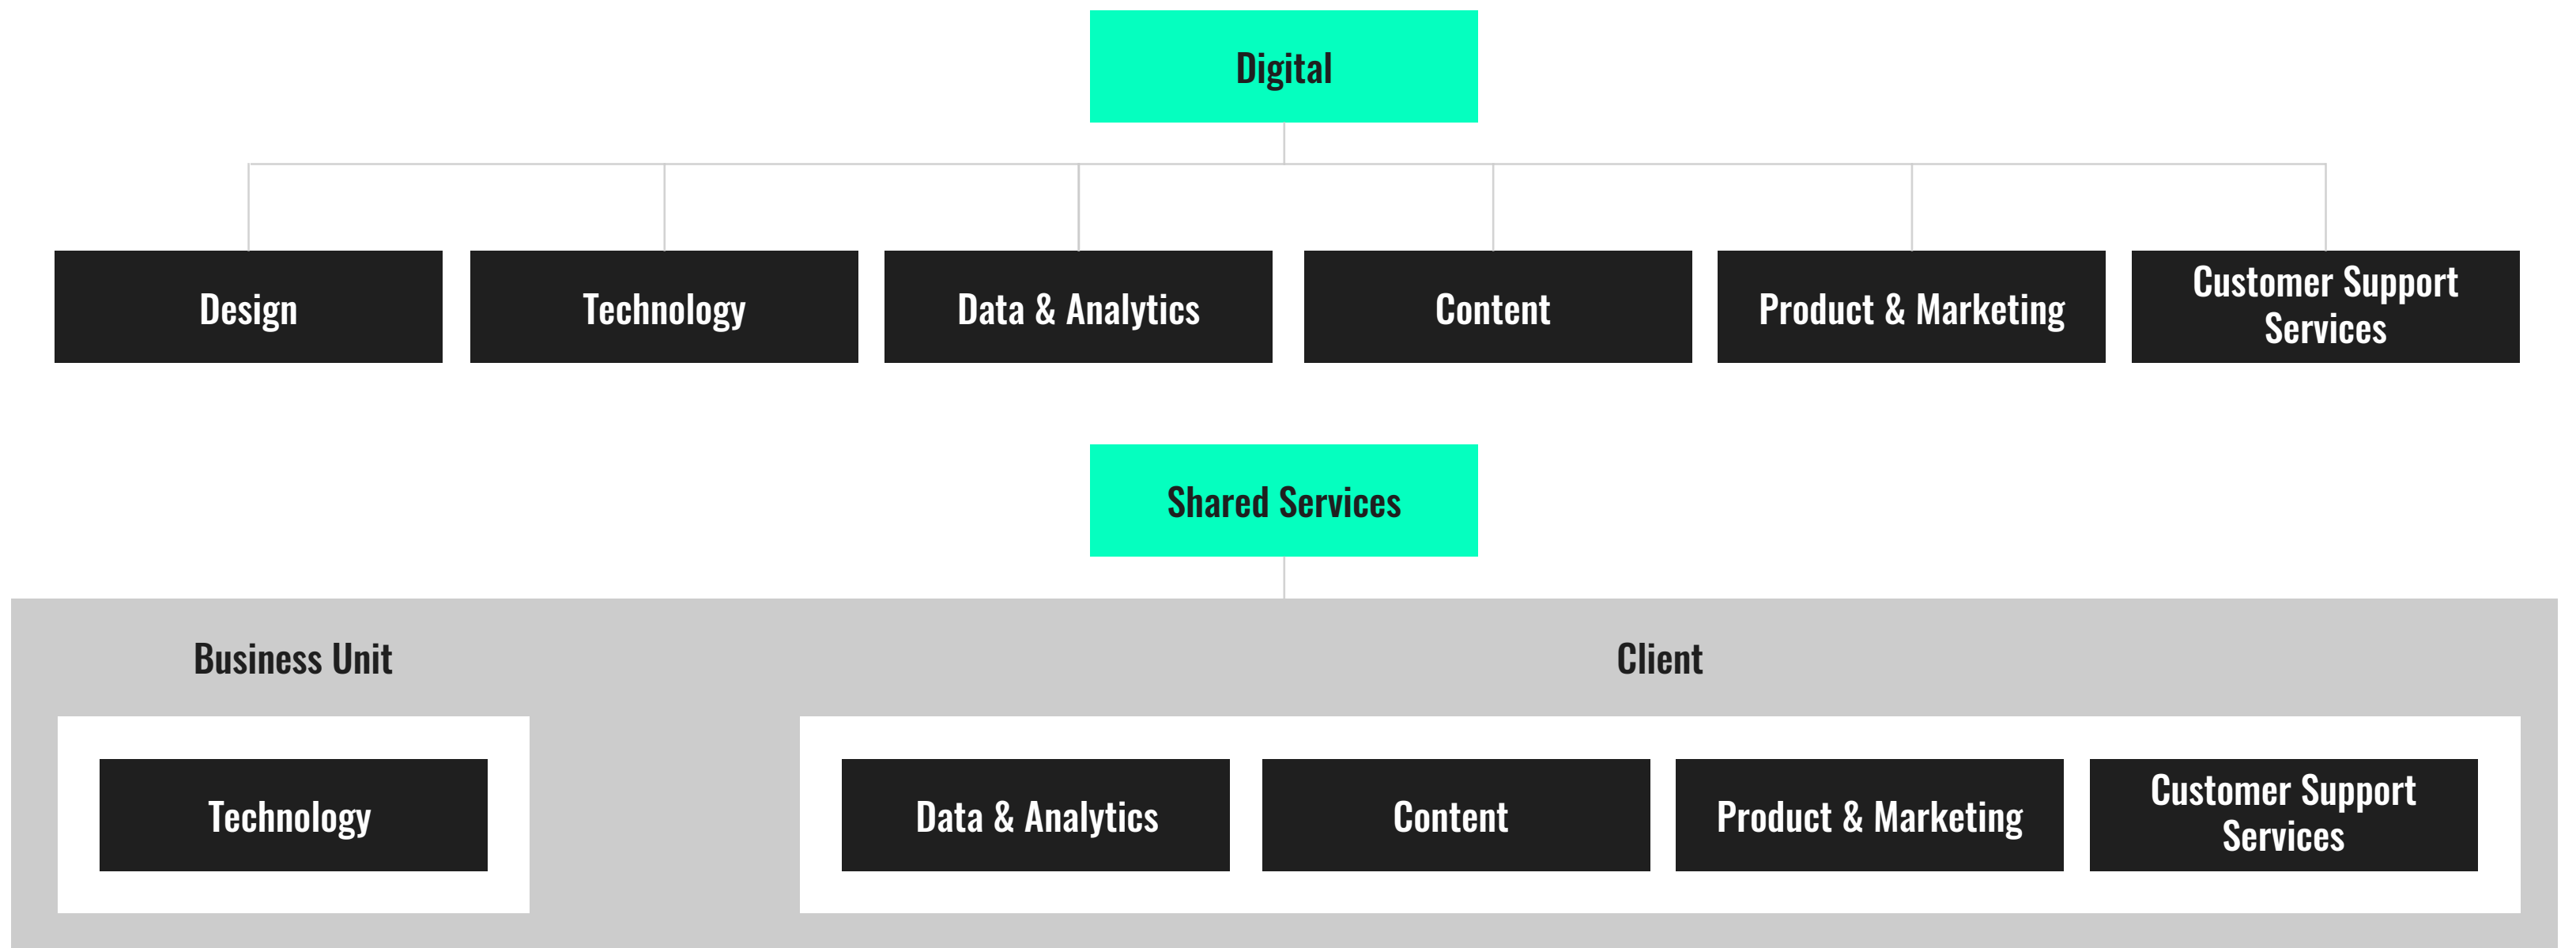 Digital
Design
Technology
Data & Analytics
Content
Product & Marketing
Customer Support
Services
Shared Services
Business Unit
Client
Technology
Data & Analytics
Content
Product & Marketing
Customer Support
Services